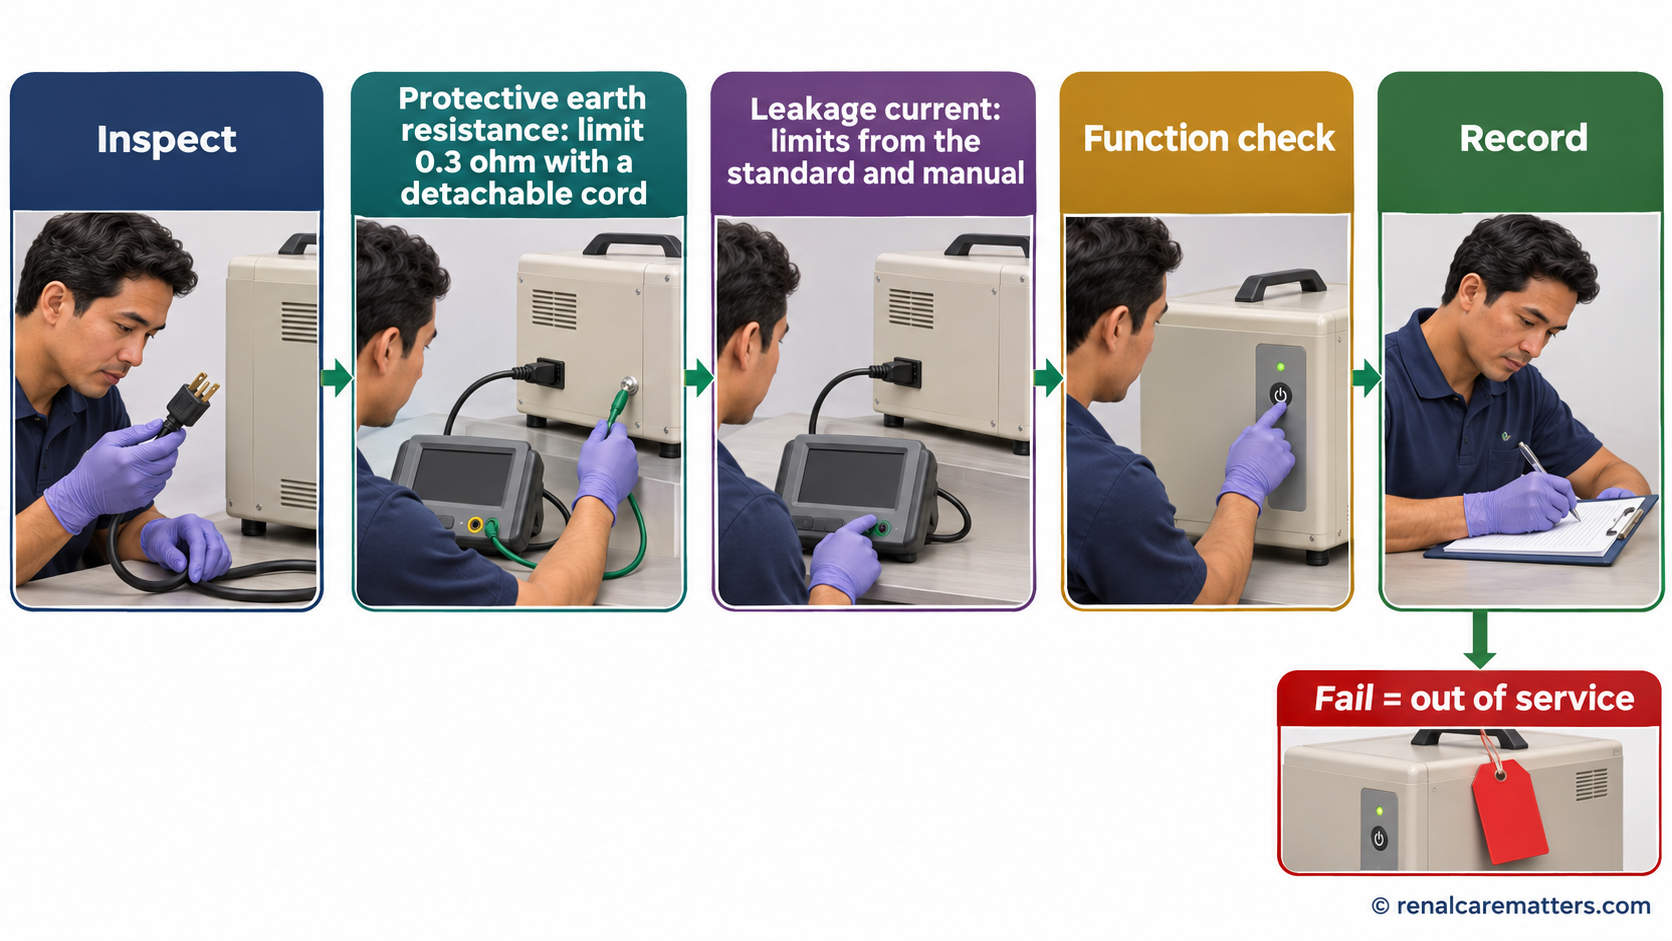 Inspect
Protective earth
resistance: limit
0.3 ohm with a
detachable cord
Leakage current:
limits from the
standard and manual
Function check
Record
Fail = out of service
© renalcarematters.com